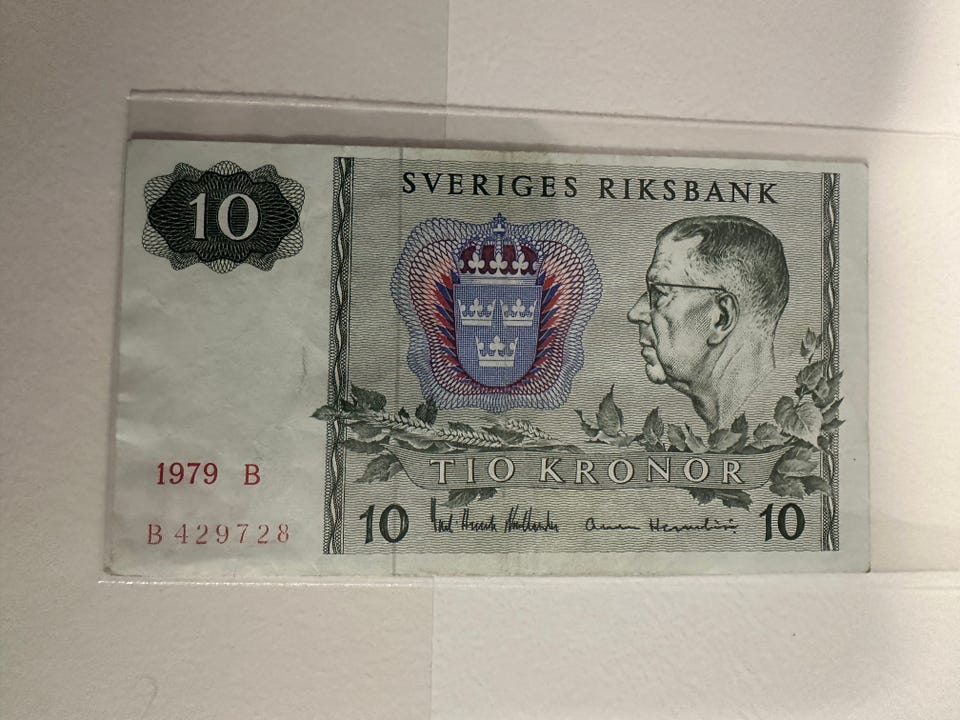 10
SVERIGES RIKSBANK
1979 B
B 429728
TIO KRONOR
10
10